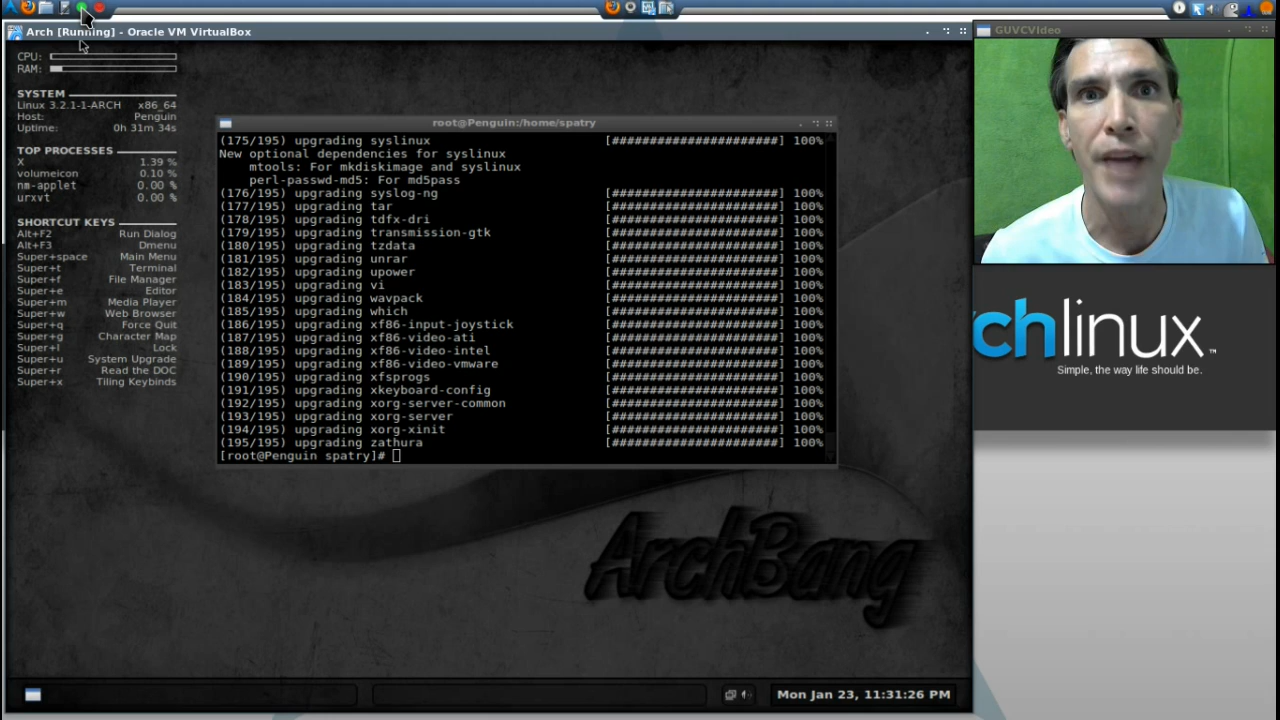 Arch [Running] - Oracle VM VirtualBox
GUVCVideo
CPU:
RAM:
SYSTEM
Linux 3.2.1-1-ARCH x86_64
Host: Penguin
Uptime: 0h 31m 34s
TOP PROCESSES
X 1.39 %
volumeicon 0.10 %
nm-applet 0.00 %
urxvt 0.00 %
SHORTCUT KEYS
Alt+F2 Run Dialog
Alt+F3 Dmenu
Super+space Main Menu
Super+t Terminal
Super+f File Manager
Super+e Editor
Super+m Media Player
Super+w Web Browser
Super+q Force Quit
Super+g Character Map
Super+l Lock
Super+u System Upgrade
Super+r Read the DOC
Super+x Tiling Keybinds
root@Penguin:/home/spatry
(175/195) upgrading syslinux [######################] 100%
New optional dependencies for syslinux
mtools: For mkdiskimage and syslinux
perl-passwd-md5: For md5pass
(176/195) upgrading syslog-ng [######################] 100%
(177/195) upgrading tar [######################] 100%
(178/195) upgrading tdfx-dri [######################] 100%
(179/195) upgrading transmission-gtk [######################] 100%
(180/195) upgrading tzdata [######################] 100%
(181/195) upgrading unrar [######################] 100%
(182/195) upgrading upower [######################] 100%
(183/195) upgrading vi [######################] 100%
(184/195) upgrading wavpack [######################] 100%
(185/195) upgrading which [######################] 100%
(186/195) upgrading xf86-input-joystick [######################] 100%
(187/195) upgrading xf86-video-ati [######################] 100%
(188/195) upgrading xf86-video-intel [######################] 100%
(189/195) upgrading xf86-video-vmware [######################] 100%
(190/195) upgrading xfsprogs [######################] 100%
(191/195) upgrading xkeyboard-config [######################] 100%
(192/195) upgrading xorg-server-common [######################] 100%
(193/195) upgrading xorg-server [######################] 100%
(194/195) upgrading xorg-xinit [######################] 100%
(195/195) upgrading zathura [######################] 100%
[root@Penguin spatry]#
chlinux™
Simple, the way life should be.
ArchBang
Mon Jan 23, 11:31:26 PM